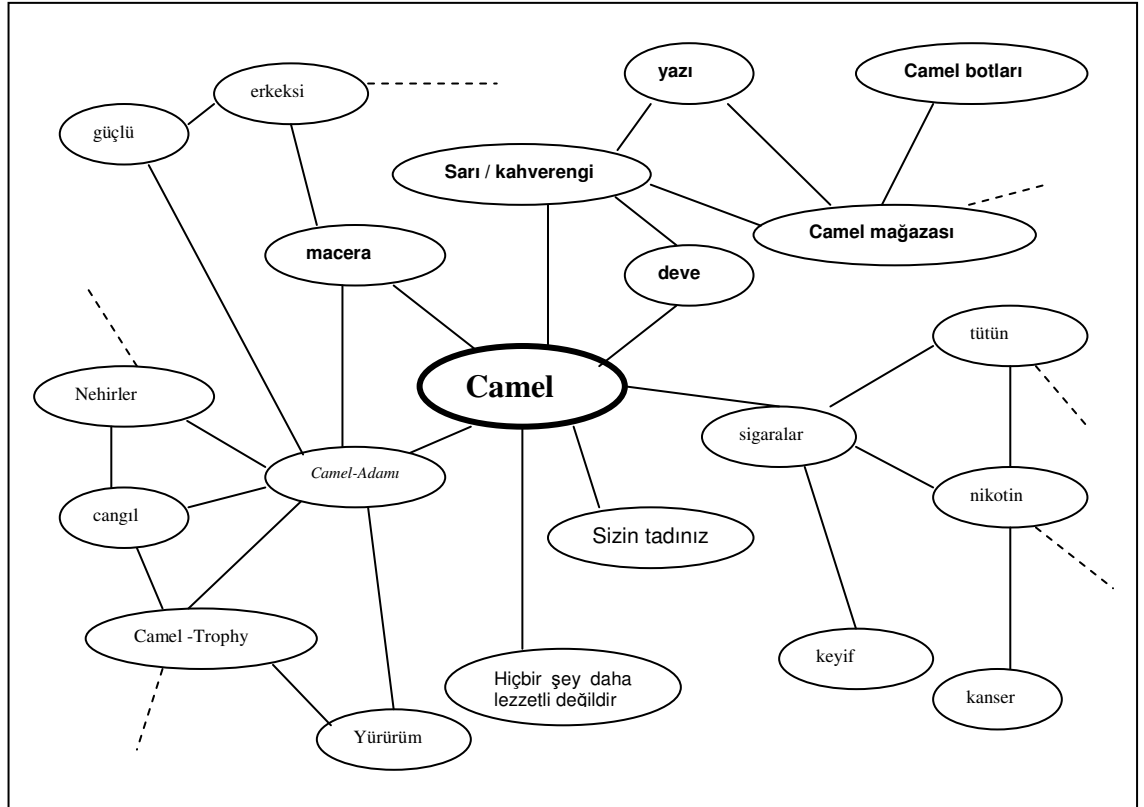 yazı
Camel botları
erkeksi
güçlü
Sarı / kahverengi
Camel mağazası
macera
deve
tütün
Camel
Nehirler
sigaralar
Camel-Adamı
nikotin
cangıl
Sizin tadınız
Camel -Trophy
keyif
Hiçbir şey daha
lezzetli değildir
kanser
Yürürüm